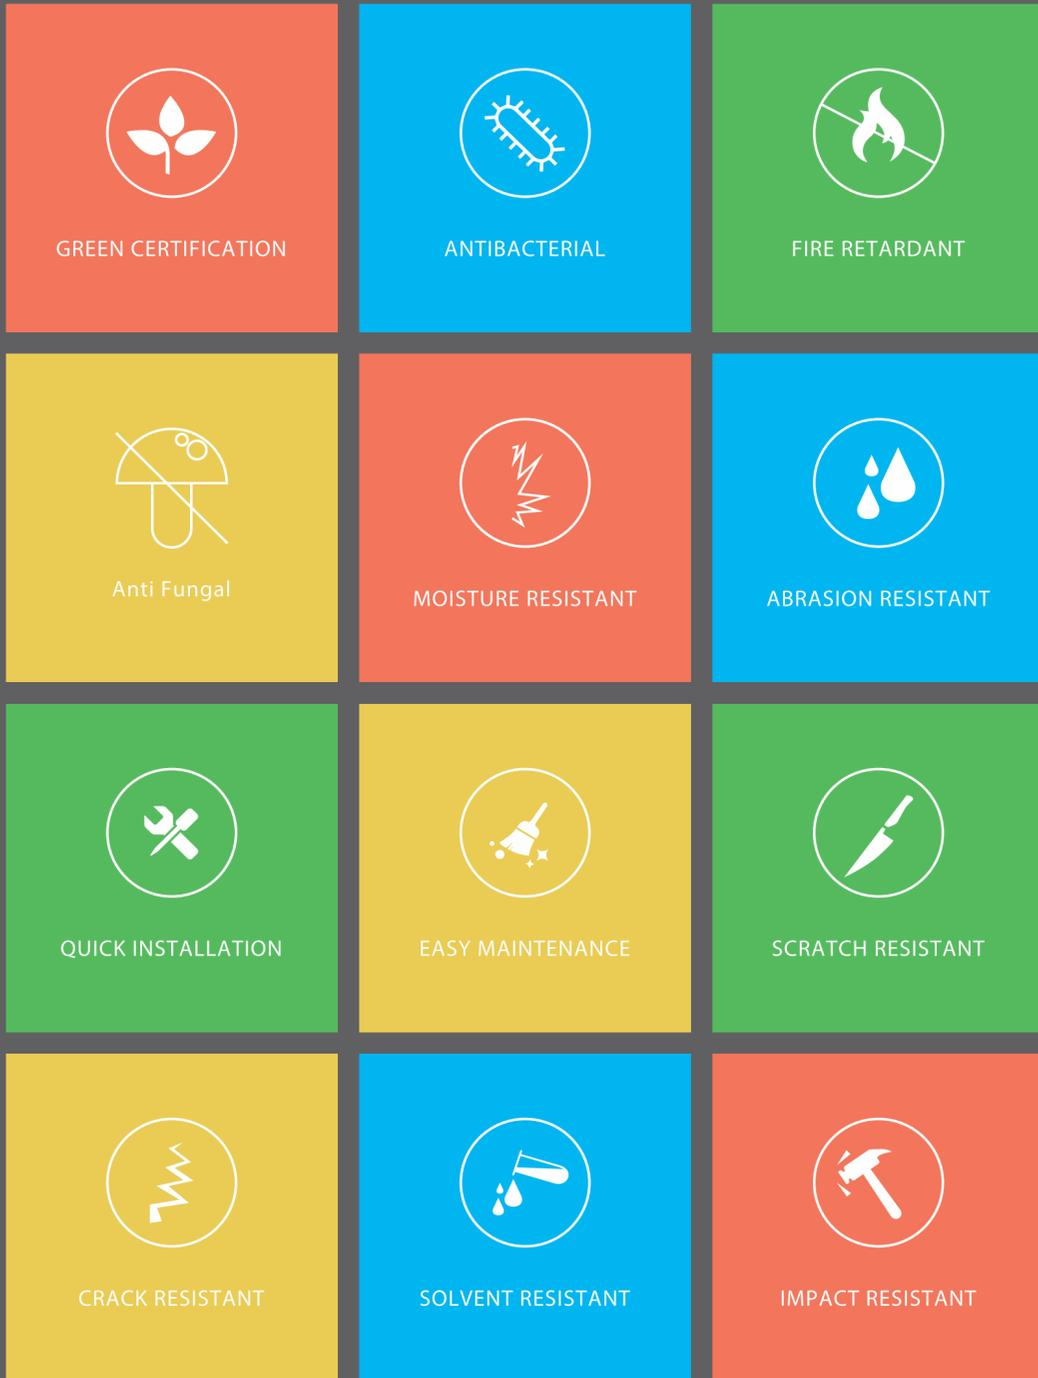 GREEN CERTIFICATION
ANTIBACTERIAL
FIRE RETARDANT
Anti Fungal
MOISTURE RESISTANT
ABRASION RESISTANT
QUICK INSTALLATION
EASY MAINTENANCE
SCRATCH RESISTANT
CRACK RESISTANT
SOLVENT RESISTANT
IMPACT RESISTANT